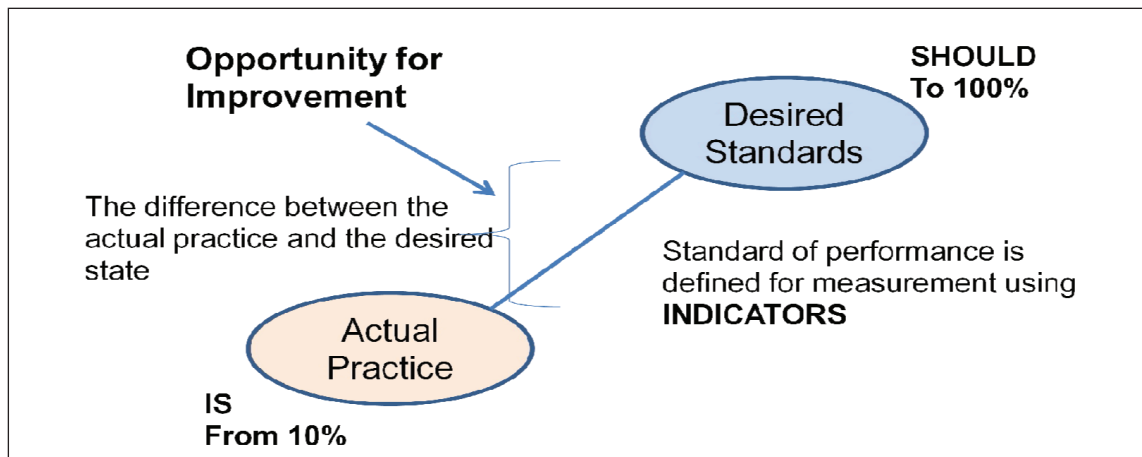 Opportunity for
Improvement
SHOULD
To 100%
Desired
Standards
The difference between the
actual practice and the desired
state
Standard of performance is
defined for measurement using
INDICATORS
Actual
Practice
IS
From 10%